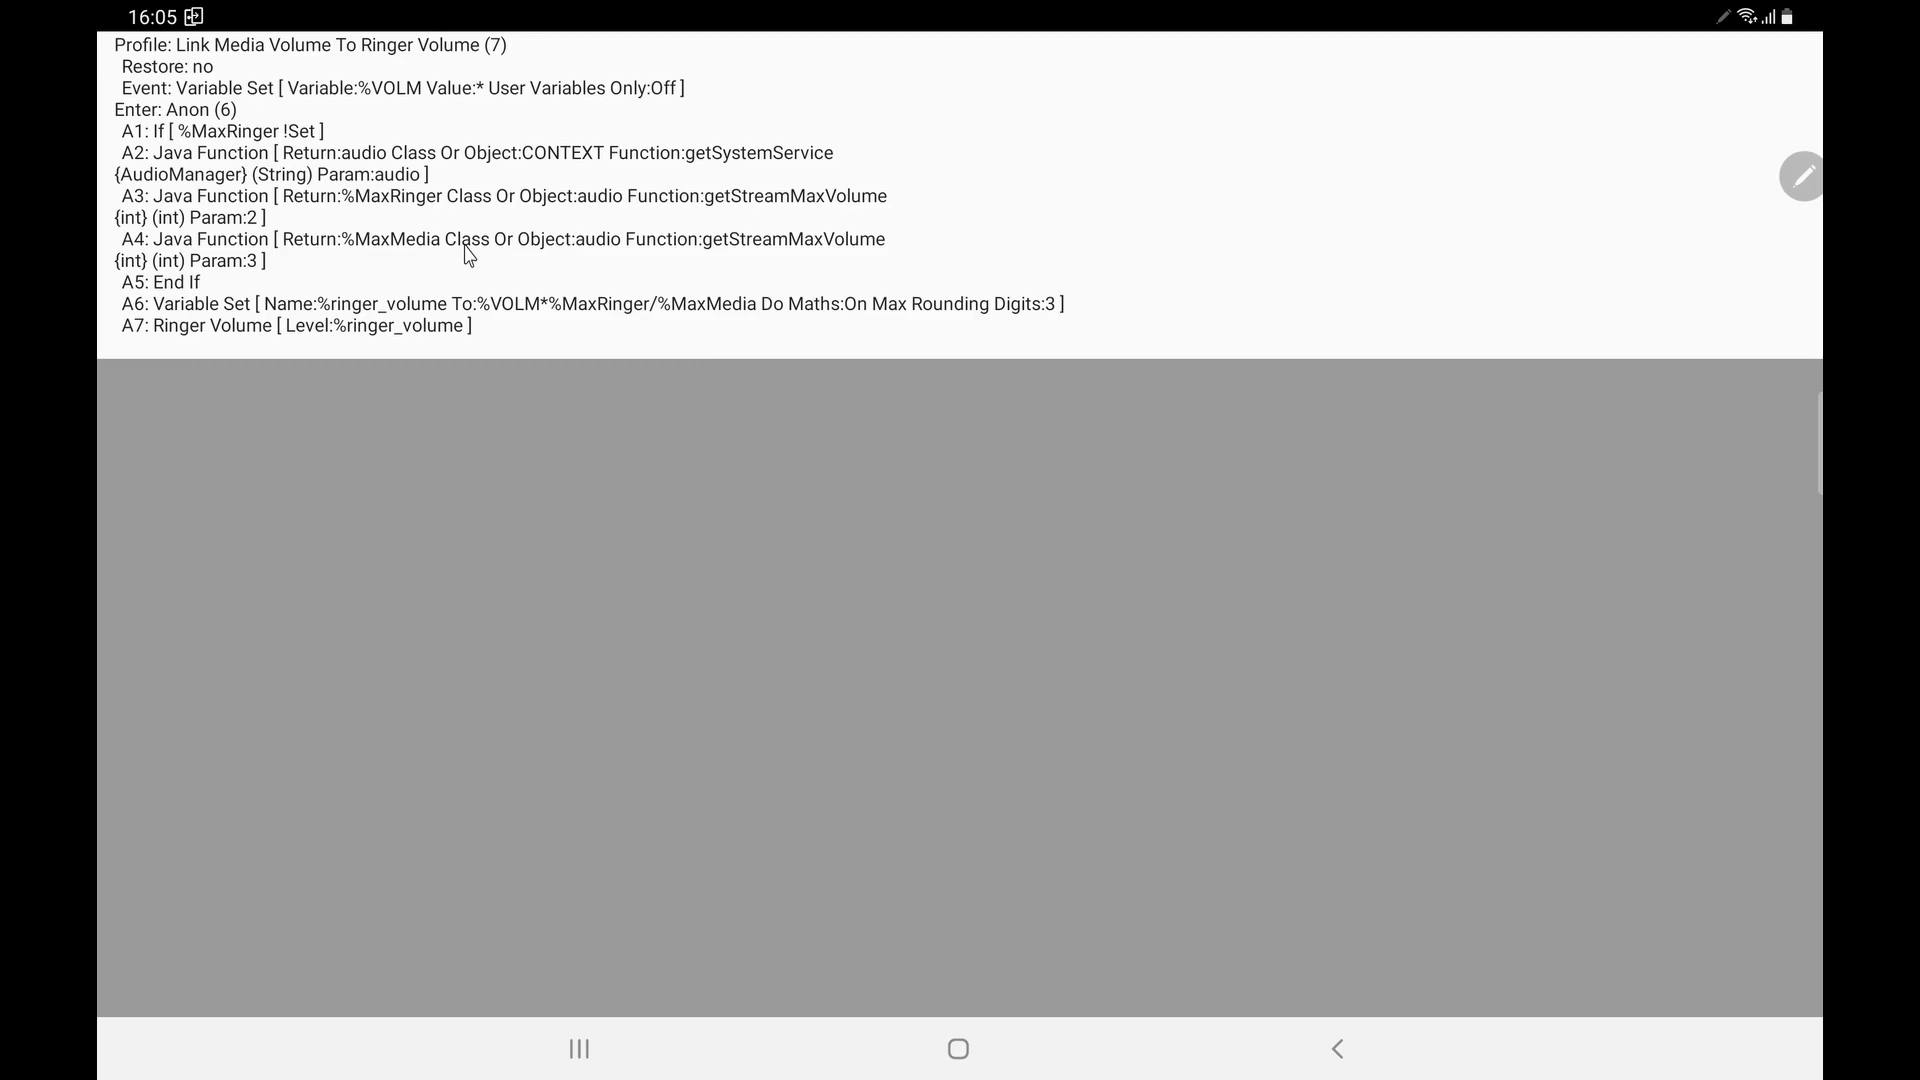 16:05
Profile: Link Media Volume To Ringer Volume (7)
Restore: no
Event: Variable Set [ Variable:%VOLM Value:* User Variables Only:Off ]
Enter: Anon (6)
A1: If [ %MaxRinger !Set ]
A2: Java Function [ Return:audio Class Or Object:CONTEXT Function:getSystemService
{AudioManager} (String) Param:audio ]
A3: Java Function [ Return:%MaxRinger Class Or Object:audio Function:getStreamMaxVolume
{int} (int) Param:2 ]
A4: Java Function [ Return:%MaxMedia Class Or Object:audio Function:getStreamMaxVolume
{int} (int) Param:3 ]
A5: End If
A6: Variable Set [ Name:%ringer_volume To:%VOLM*%MaxRinger/%MaxMedia Do Maths:On Max Rounding Digits:3 ]
A7: Ringer Volume [ Level:%ringer_volume ]